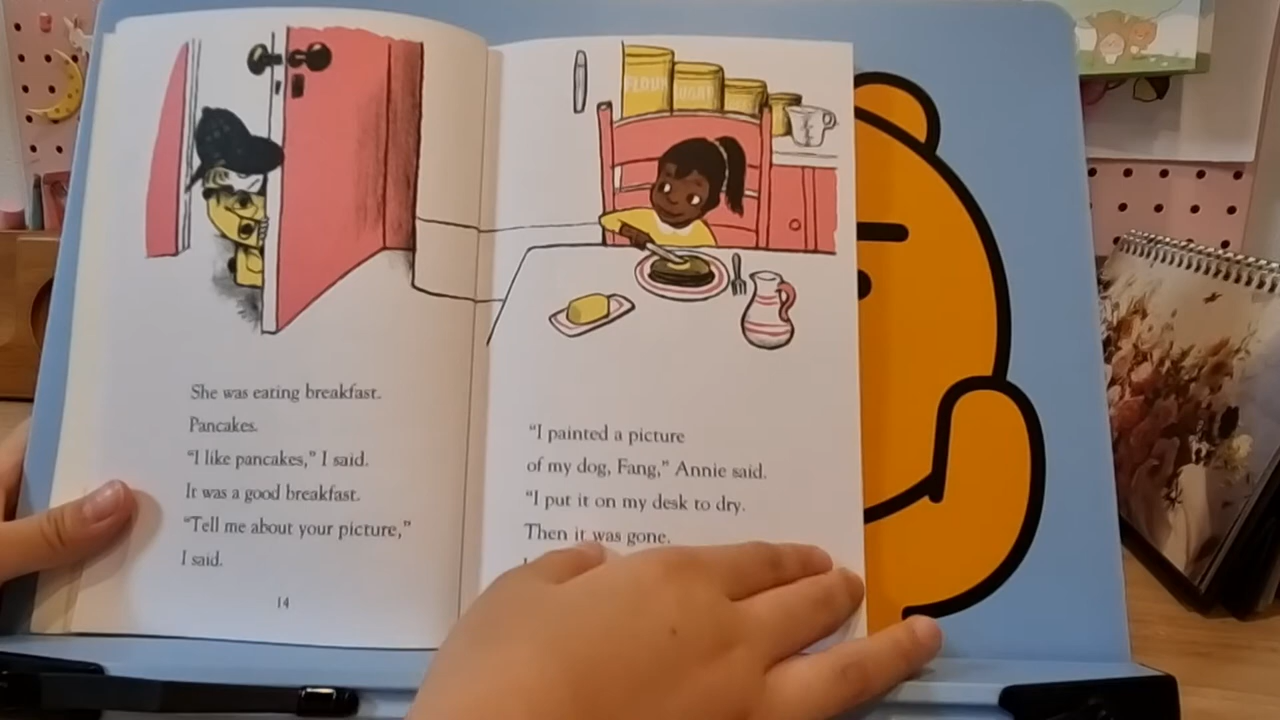 She was eating breakfast.
Pancakes.
"I like pancakes," I said.
It was a good breakfast.
"Tell me about your picture,"
I said.
14
FLOUR
SUGAR
"I painted a picture
of my dog, Fang," Annie said.
"I put it on my desk to dry.
Then it was gone.